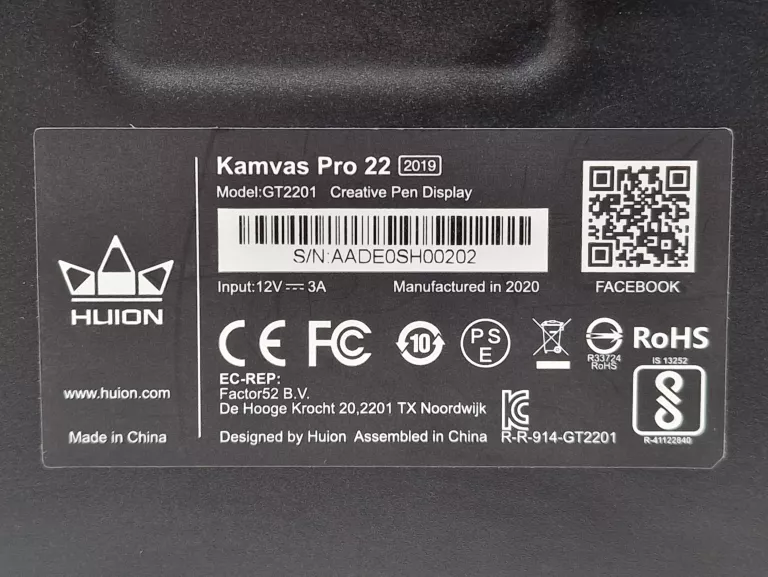 Kamvas Pro 22 2019
Model:GT2201 Creative Pen Display
S/N:AADE0SH00202
Input:12V⎓3A Manufactured in 2020
FACEBOOK
HUION
www.huion.com
Made in China
CE FC 10 PSE RoHS
R33724
RoHS
IS 13252
R-41122840
EC-REP:
Factor52 B.V.
De Hooge Krocht 20,2201 TX Noordwijk
Designed by Huion Assembled in China
R-R-914-GT2201